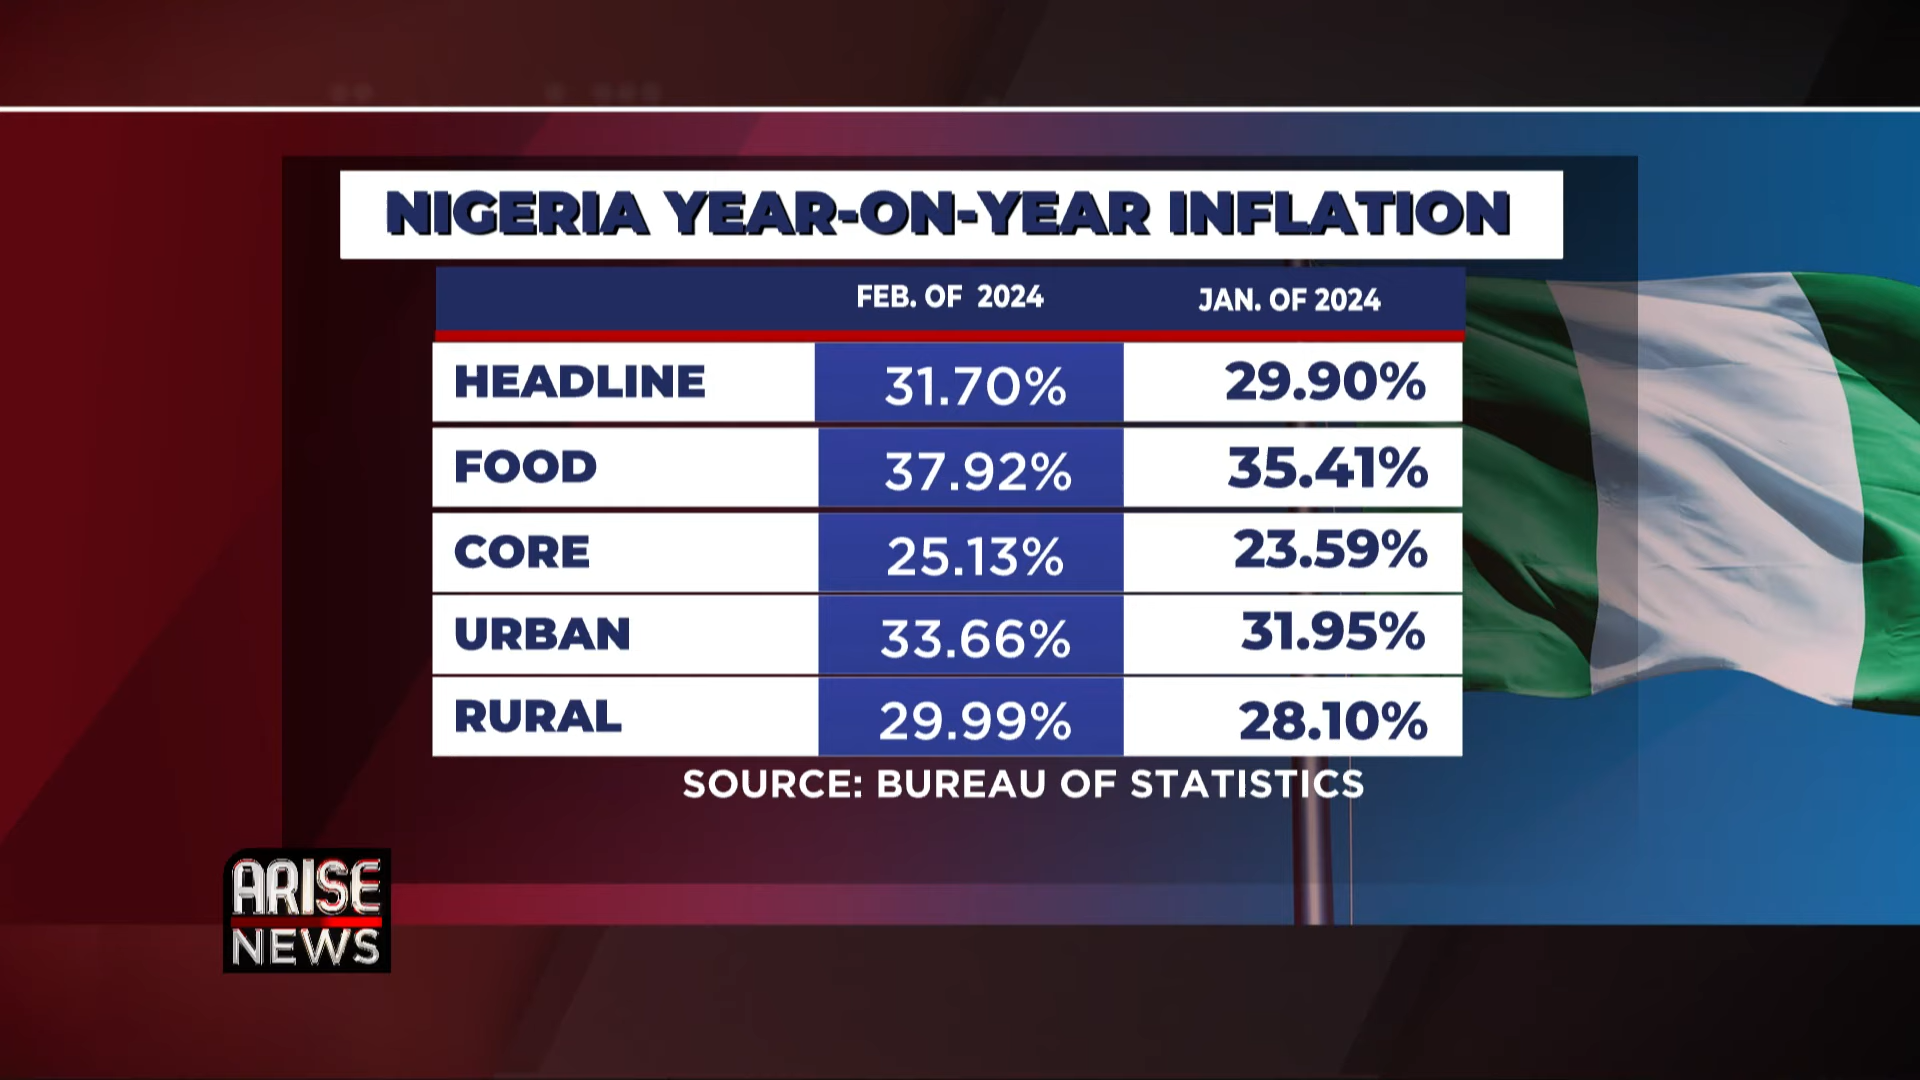 NIGERIA YEAR-ON-YEAR INFLATION
FEB. OF 2024 JAN. OF 2024
HEADLINE 31.70% 29.90%
FOOD 37.92% 35.41%
CORE 25.13% 23.59%
URBAN 33.66% 31.95%
RURAL 29.99% 28.10%
SOURCE: BUREAU OF STATISTICS
ARISE
NEWS